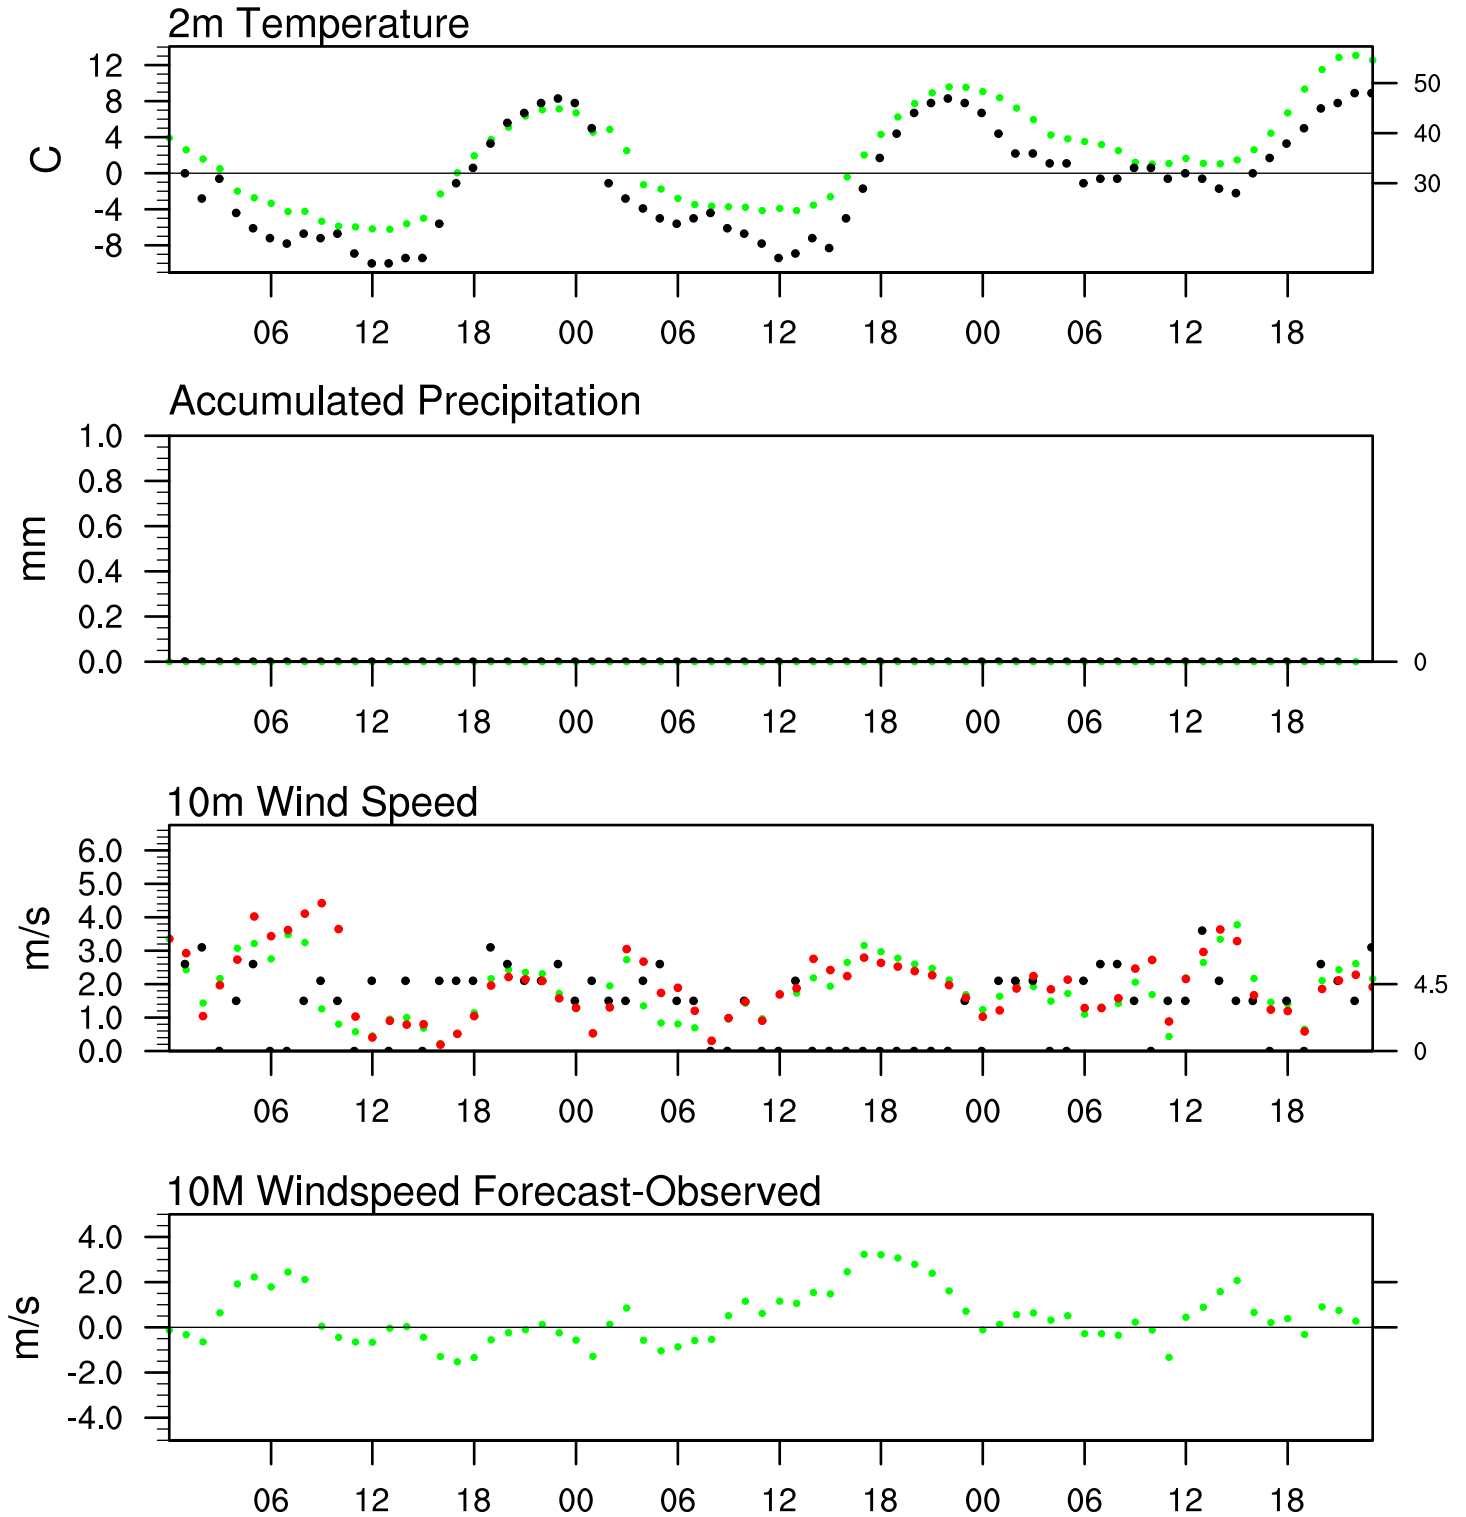 2m Temperature
12
8
4
0
-4
-8
C
50
40
30
06 12 18 00 06 12 18 00 06 12 18
Accumulated Precipitation
1.0
0.8
0.6
0.4
0.2
0.0
mm
0
06 12 18 00 06 12 18 00 06 12 18
10m Wind Speed
6.0
5.0
4.0
3.0
2.0
1.0
0.0
m/s
4.5
0
06 12 18 00 06 12 18 00 06 12 18
10M Windspeed Forecast-Observed
4.0
2.0
0.0
-2.0
-4.0
m/s
06 12 18 00 06 12 18 00 06 12 18